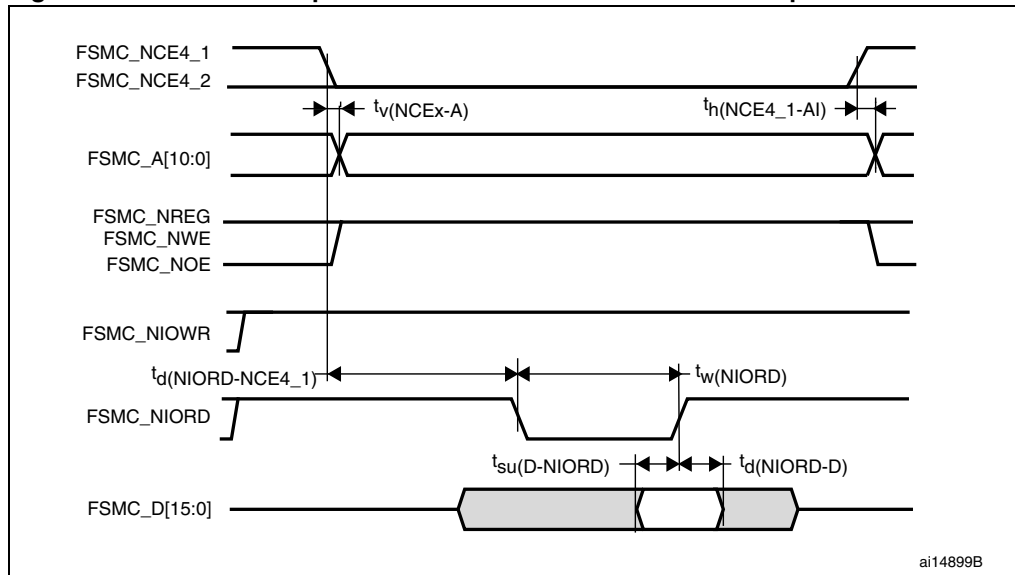 FSMC_NCE4_1
FSMC_NCE4_2
tv(NCEx-A)
th(NCE4_1-AI)
FSMC_A[10:0]
FSMC_NREG
FSMC_NWE
FSMC_NOE
FSMC_NIOWR
td(NIORD-NCE4_1)
tw(NIORD)
FSMC_NIORD
tsu(D-NIORD)
td(NIORD-D)
FSMC_D[15:0]
ai14899B